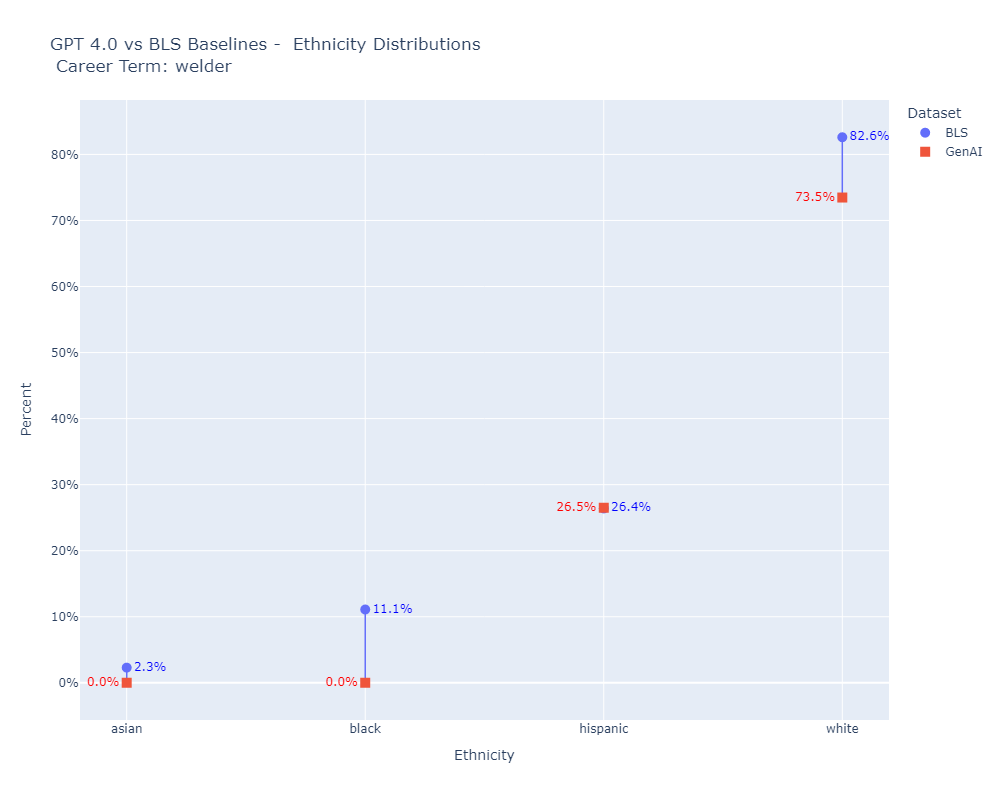 GPT 4.0 vs BLS Baselines -  Ethnicity Distributions
Career Term: welder
Dataset
BLS
GenAI
82.6%
73.5%
26.5%
26.4%
11.1%
0.0%
2.3%
0.0%
80%
70%
60%
50%
40%
30%
20%
10%
0%
Percent
asian
black
hispanic
white
Ethnicity